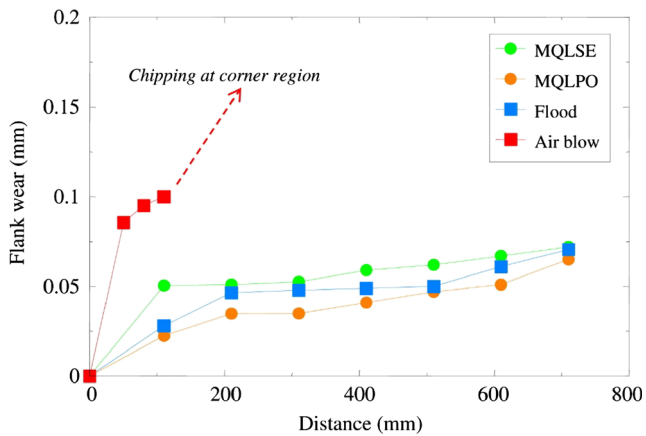 0.2
0.15
0.1
0.05
0
Flank wear (mm)
Chipping at corner region
MQLSE
MQLPO
Flood
Air blow
0 200 400 600 800
Distance (mm)